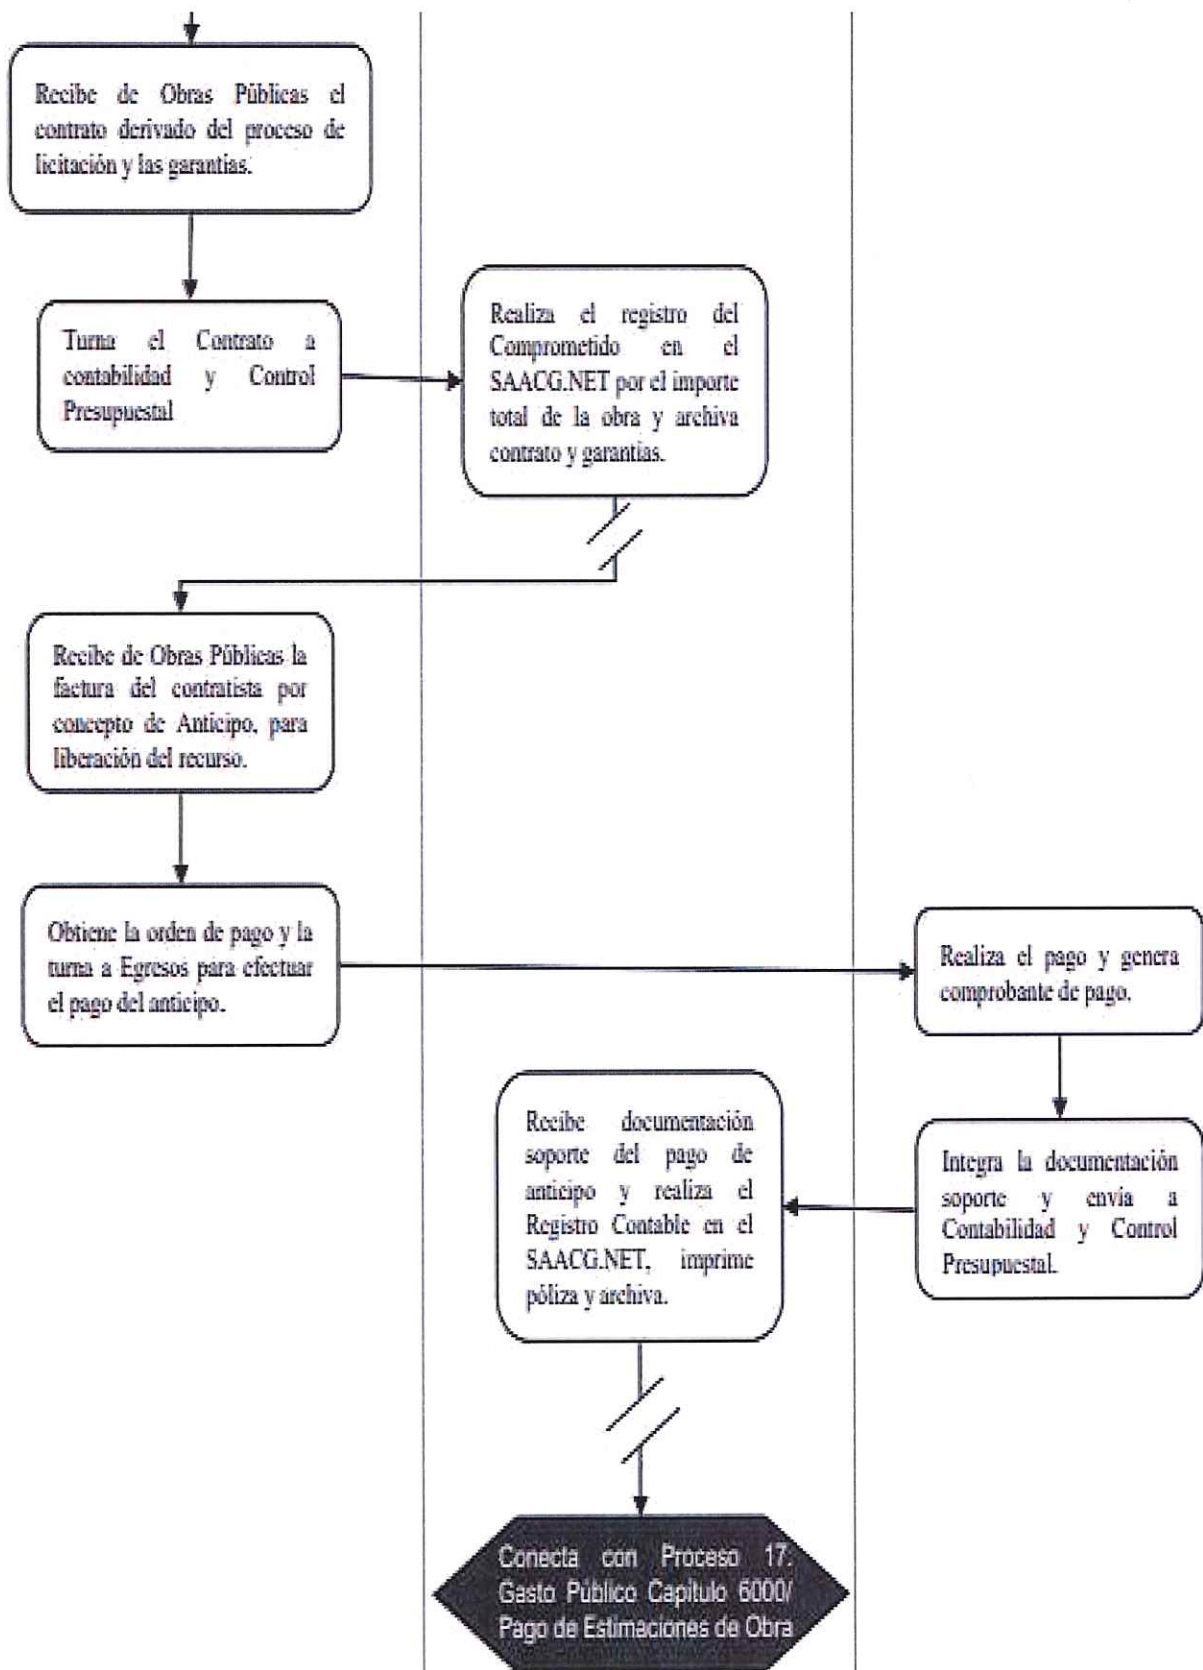 Recibe de Obras Públicas el
contrato derivado del proceso de
licitación y las garantías.
Turna el Contrato a
contabilidad y Control
Presupuestal
Realiza el registro del
Comprometido en el
SAACG.NET por el importe
total de la obra y archiva
contrato y garantías.
Recibe de Obras Públicas la
factura del contratista por
concepto de Anticipo, para
liberación del recurso.
Obtiene la orden de pago y la
turna a Egresos para efectuar
el pago del anticipo.
Realiza el pago y genera
comprobante de pago.
Integra la documentación
soporte y envía a
Contabilidad y Control
Presupuestal.
Recibe documentación
soporte del pago de
anticipo y realiza el
Registro Contable en el
SAACG.NET, imprime
póliza y archiva.
Conecta con Proceso 17.
Gasto Público Capítulo 6000/
Pago de Estimaciones de Obra